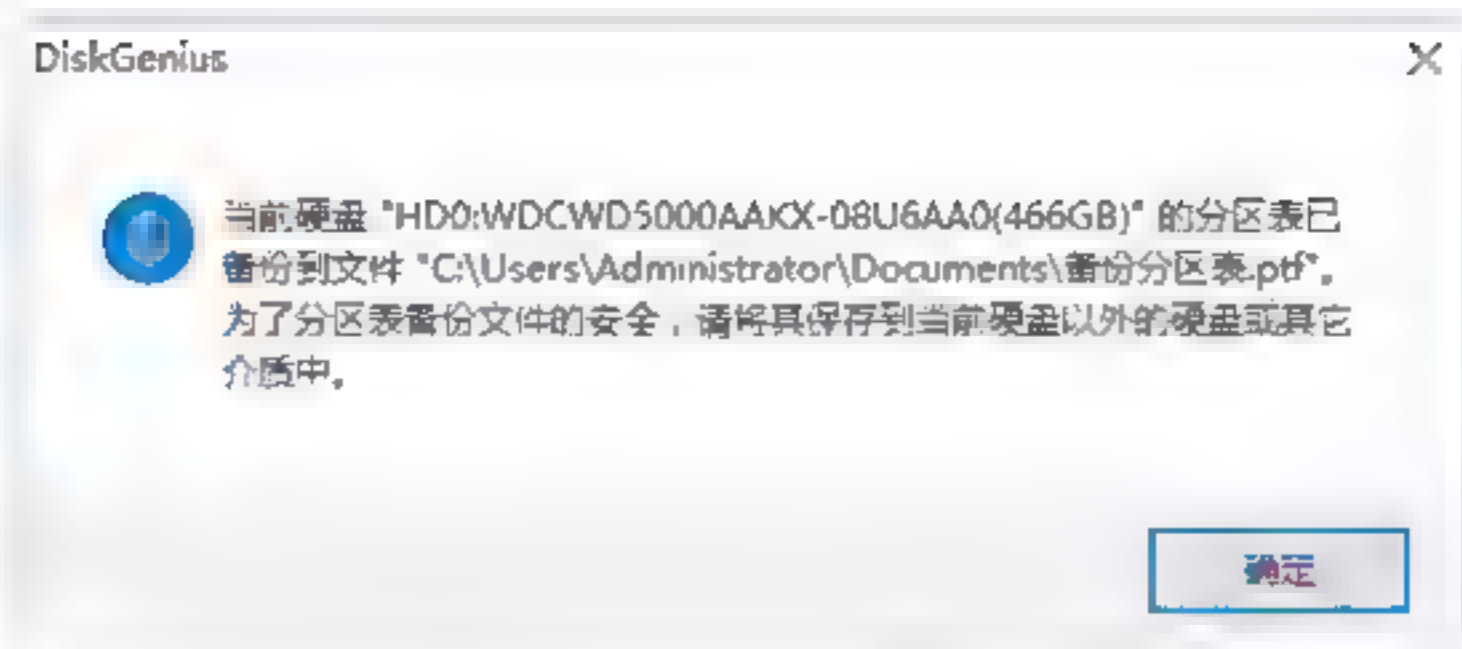 DiskGenius
当前硬盘 "HD0:WDCWD5000AAKX-08U6AA0(466GB)" 的分区表已
备份到文件 "C:\Users\Administrator\Documents\备份分区表.ptf"。
为了分区表备份文件的安全，请将其保存到当前硬盘以外的硬盘或其它
介质中。
确定